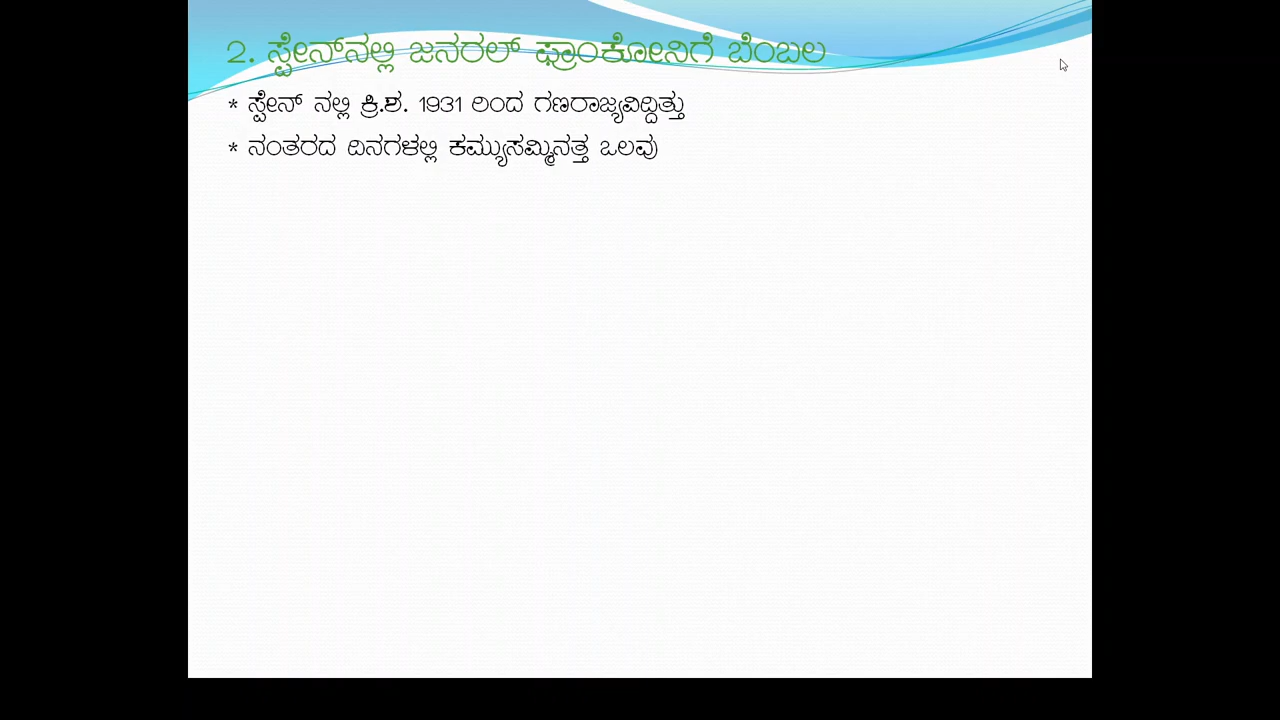 2. ಸ್ಪೇನ್‌ನಲ್ಲಿ ಜನರಲ್ ಫ್ರಾಂಕೋನಿಗೆ ಬೆಂಬಲ
* ಸ್ಪೇನ್ ನಲ್ಲಿ ಕ್ರಿ.ಶ. 1931 ರಿಂದ ಗಣರಾಜ್ಯವಿದ್ದಿತ್ತು
* ನಂತರದ ದಿನಗಳಲ್ಲಿ ಕಮ್ಯುಸಮ್ಮಿನತ್ತ ಒಲವು